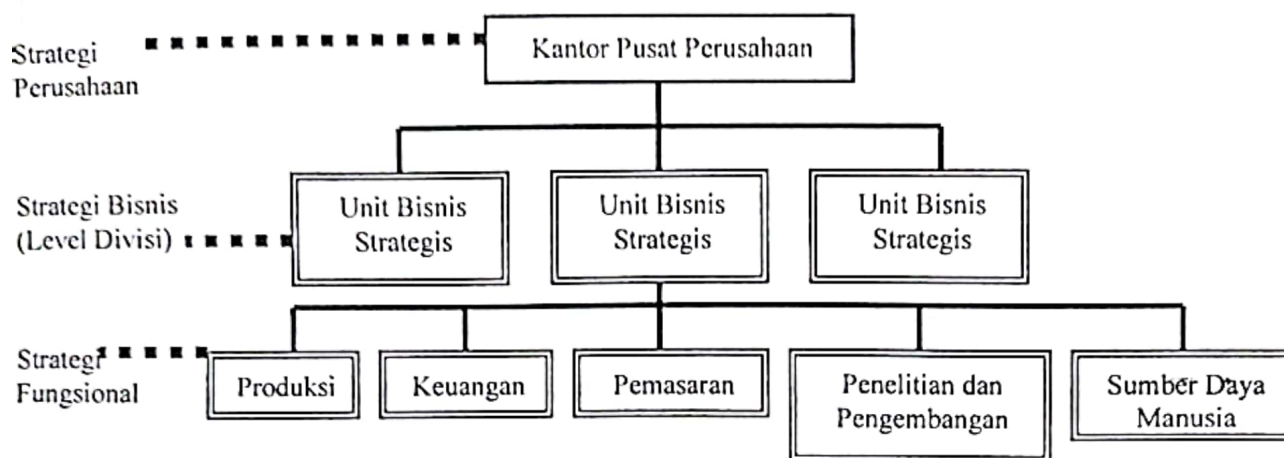 Strategi
Perusahaan
Kantor Pusat Perusahaan
Strategi Bisnis
(Level Divisi)
Unit Bisnis
Strategis
Unit Bisnis
Strategis
Unit Bisnis
Strategis
Strategi
Fungsional
Produksi
Keuangan
Pemasaran
Penelitian dan
Pengembangan
Sumber Daya
Manusia